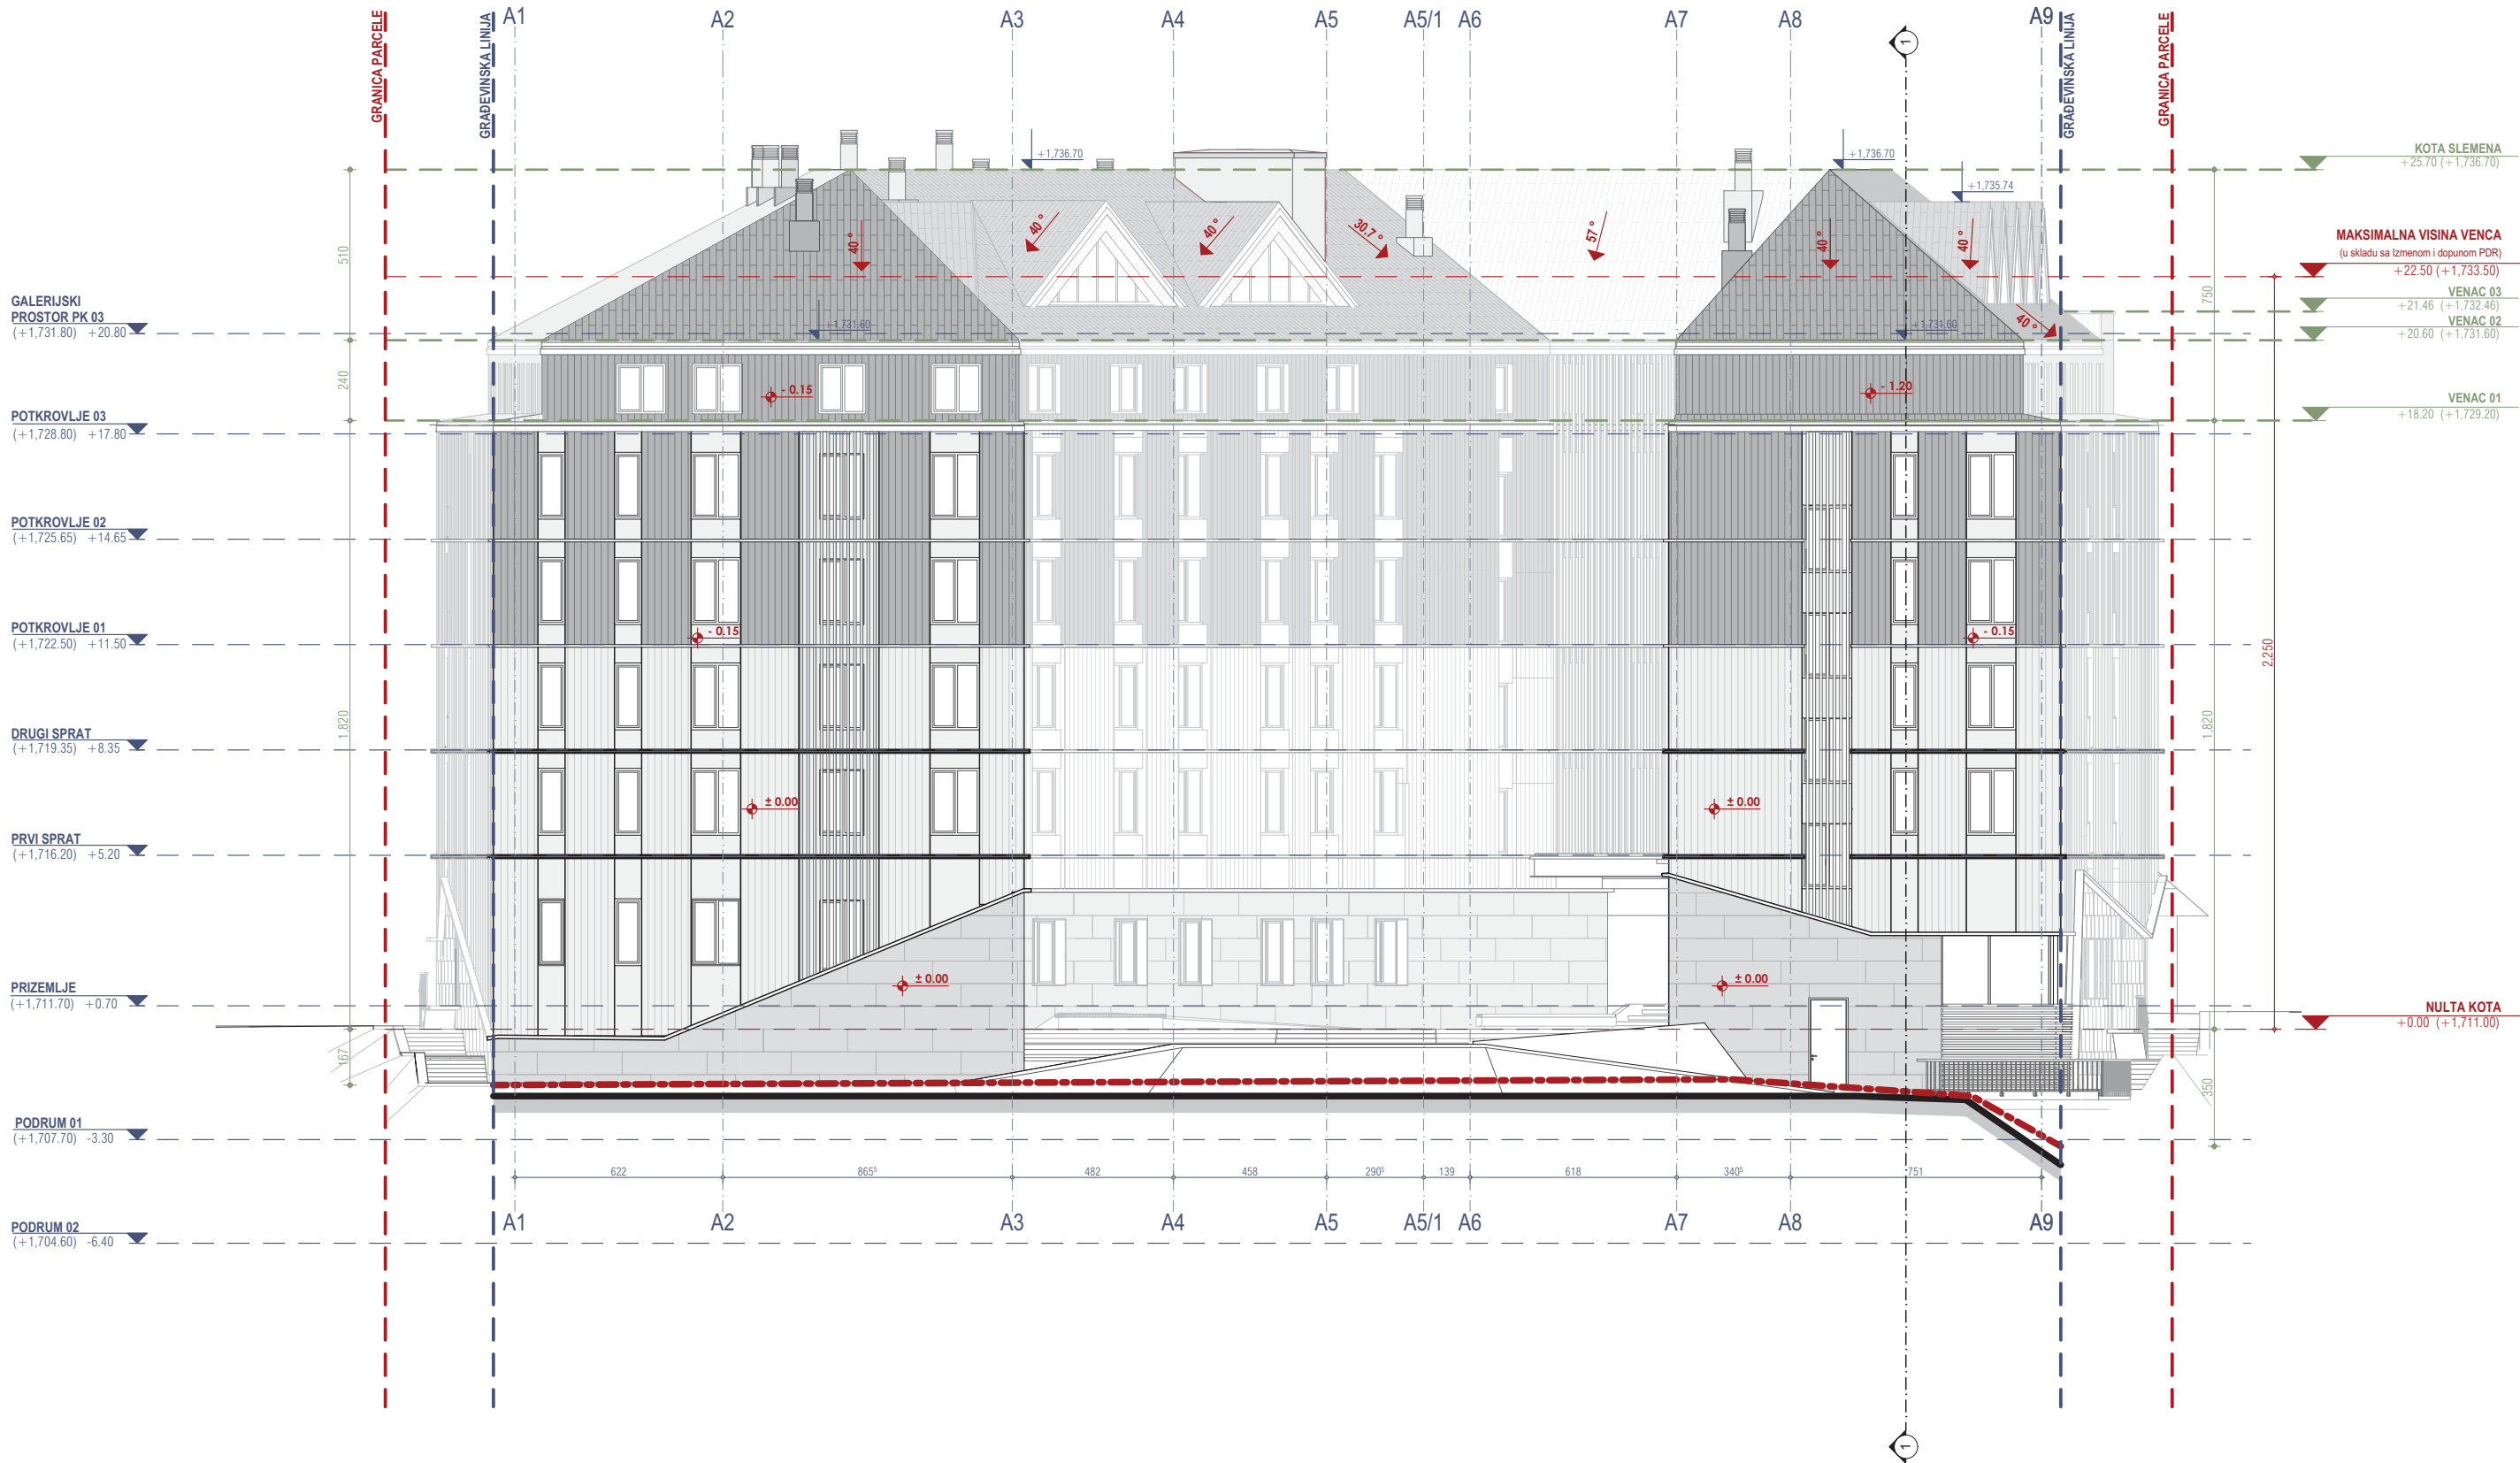 A1
A2
A3
A4
A5
A5/1
A6
A7
A8
A9
GRANICA PARCELE
GRAĐEVINSKA LINIJA
1
GRAĐEVINSKA LINIJA
GRANICA PARCELE
+1,736.70
+1,736.70
+1,735.74
KOTA SLEMENA
+25.70 (+1,736.70)
40 °
40 °
40 °
30.7 °
57 °
40 °
40 °
40 °
MAKSIMALNA VISINA VENCA
(u skladu sa Izmenom i dopunom PDR)
+22.50 (+1,733.50)
VENAC 03
+21.46 (+1,732.46)
VENAC 02
+20.60 (+1,731.60)
VENAC 01
+18.20 (+1,729.20)
GALERIJSKI
PROSTOR PK 03
(+1,731.80) +20.80
+1,731.60
+1,731.60
510
240
1,820
167
750
1,820
350
2,250
- 0.15
- 1.20
POTKROVLJE 03
(+1,728.80) +17.80
POTKROVLJE 02
(+1,725.65) +14.65
POTKROVLJE 01
(+1,722.50) +11.50
- 0.15
- 0.15
DRUGI SPRAT
(+1,719.35) +8.35
± 0.00
± 0.00
PRVI SPRAT
(+1,716.20) +5.20
± 0.00
± 0.00
PRIZEMLJE
(+1,711.70) +0.70
NULTA KOTA
+0.00 (+1,711.00)
PODRUM 01
(+1,707.70) -3.30
622
865⁵
482
458
290⁵
139
618
340⁵
751
PODRUM 02
(+1,704.60) -6.40
A1
A2
A3
A4
A5
A5/1
A6
A7
A8
A9
1